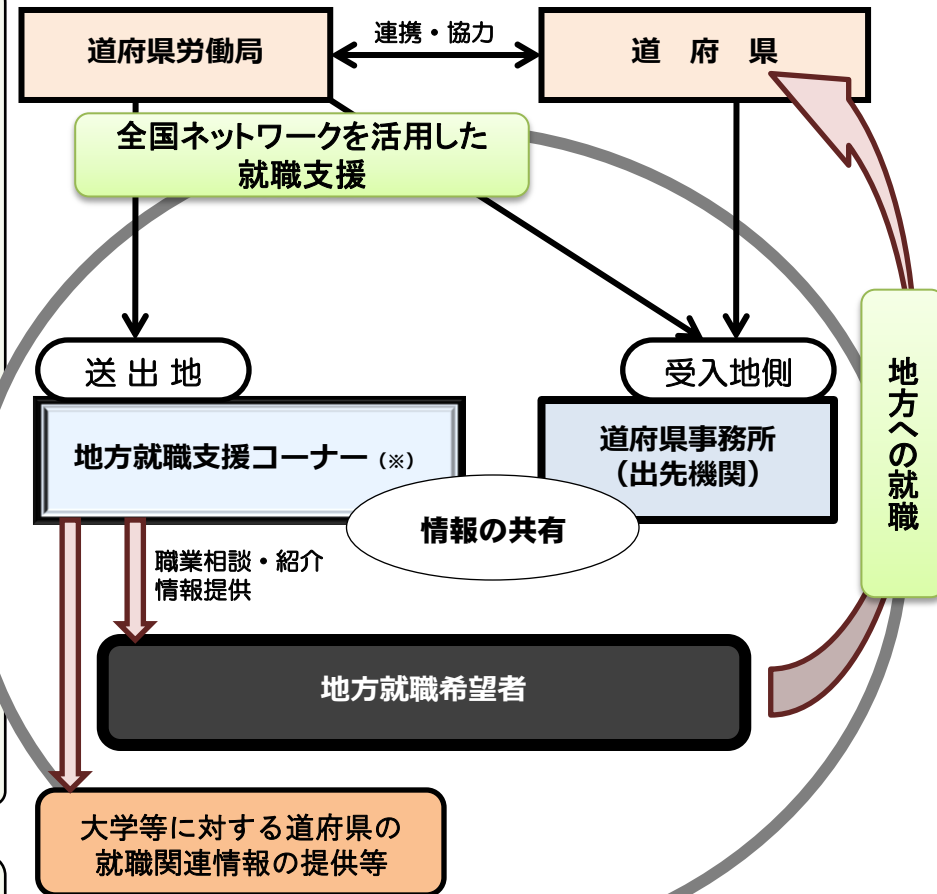 道府県労働局
連携・協力
道 府 県
全国ネットワークを活用した
就職支援
送 出 地
受入地側
地方就職支援コーナー（※）
道府県事務所
（出先機関）
情報の共有
地方への就職
職業相談・紹介
情報提供
地方就職希望者
大学等に対する道府県の
就職関連情報の提供等